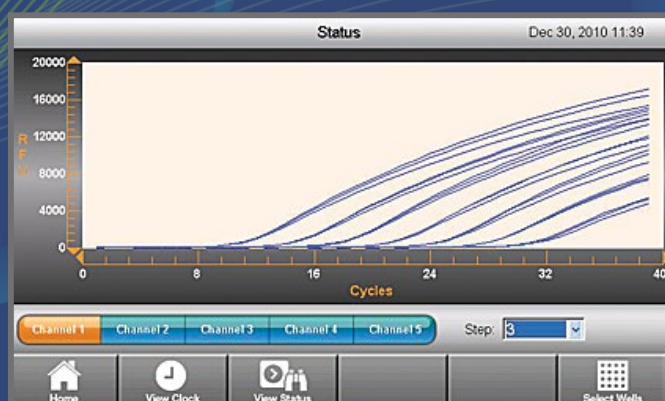 Status
Dec 30, 2010 11:39
20000
16000
12000
8000
4000
0
RFU
0 8 16 24 32 40
Cycles
Channel 1 Channel 2 Channel 3 Channel 4 Channel 5 Step: 3
Home View Clock View Status Select Wells